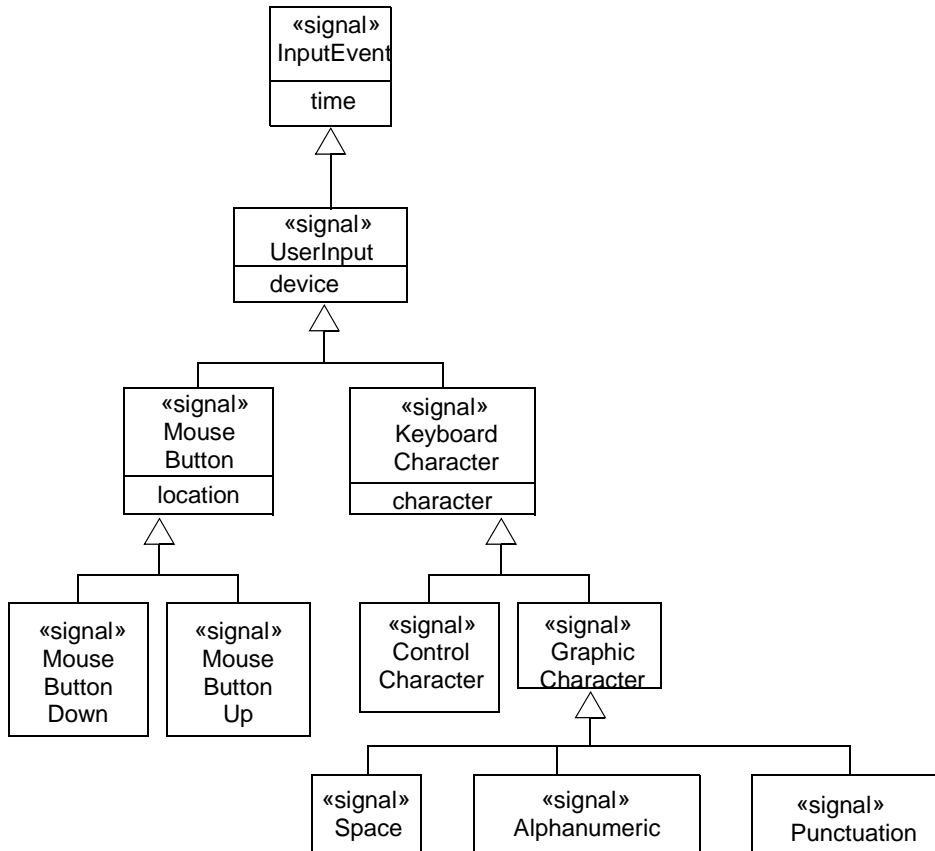 «signal»
InputEvent
time
«signal»
UserInput
device
«signal»
Mouse
Button
location
«signal»
Keyboard
Character
character
«signal»
Mouse
Button
Down
«signal»
Mouse
Button
Up
«signal»
Control
Character
«signal»
Graphic
Character
«signal»
Space
«signal»
Alphanumeric
«signal»
Punctuation